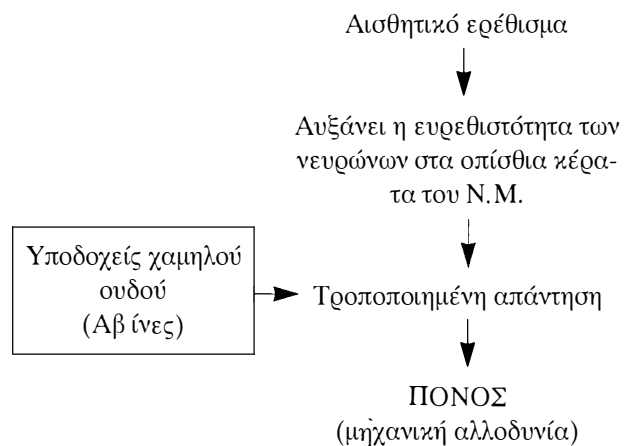 Αισθητικό ερέθισμα
Αυξάνει η ευρεθιστότητα των
νευρώνων στα οπίσθια κέρα-
τα του Ν.Μ.
Υποδοχείς χαμηλού
ουδού
(Αβ ίνες)
Τροποποιημένη απάντηση
ΠΟΝΟΣ
(μηχανική αλλοδυνία)